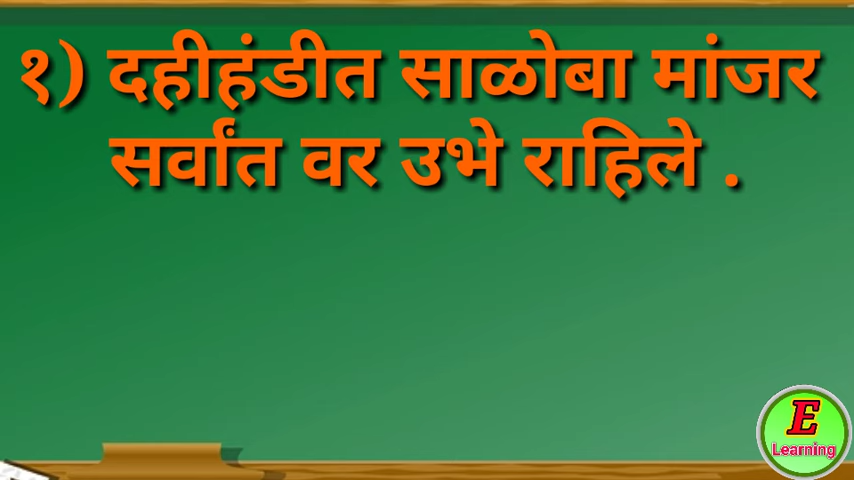 १) दहीहंडीत साळोबा मांजर
सर्वांत वर उभे राहिले .
E
Learning